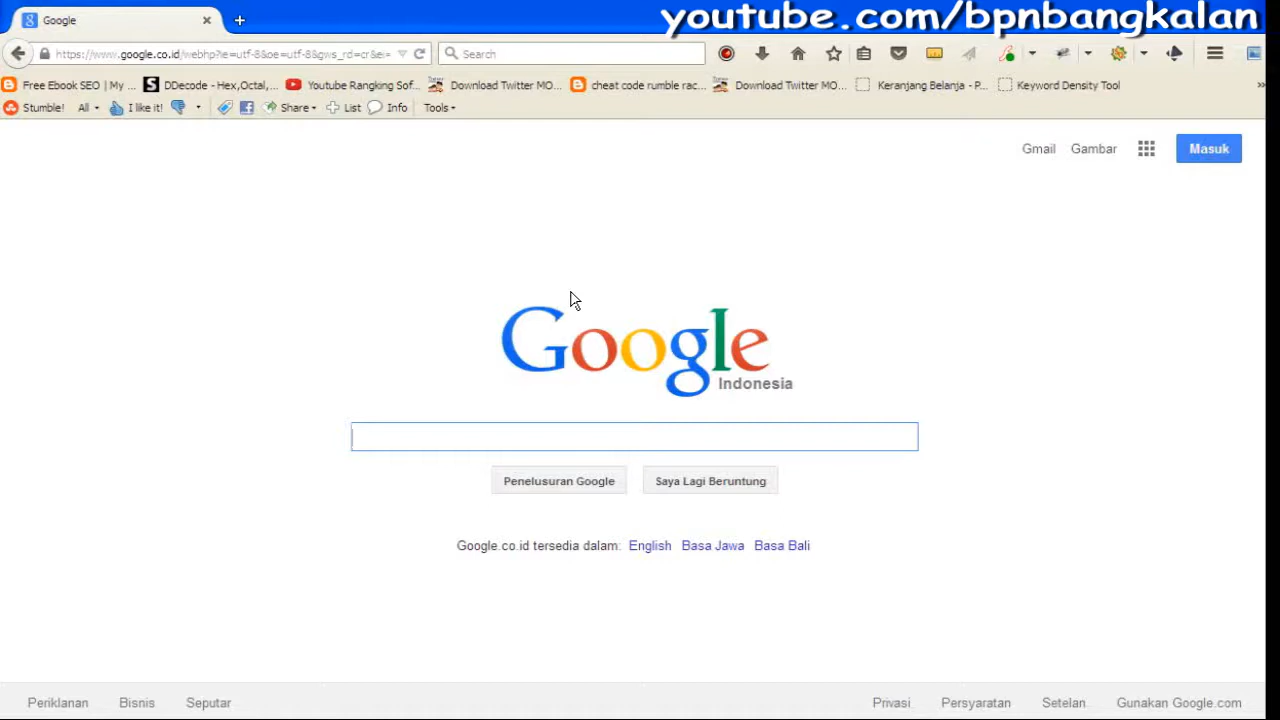 Google
youtube.com/bpnbangkalan
https://www.google.co.id/webhp?ie=utf-8&oe=utf-8&gws_rd=cr&ei=
Search
Free Ebook SEO | My ...
DDecode - Hex,Octal,...
Youtube Rangking Sof...
Download Twitter MO...
cheat code rumble rac...
Download Twitter MO...
Keranjang Belanja - P...
Keyword Density Tool
Stumble!
All
I like it!
Share
List
Info
Tools
Gmail
Gambar
Masuk
Google
Indonesia
Penelusuran Google
Saya Lagi Beruntung
Google.co.id tersedia dalam: English Basa Jawa Basa Bali
Periklanan
Bisnis
Seputar
Privasi
Persyaratan
Setelan
Gunakan Google.com